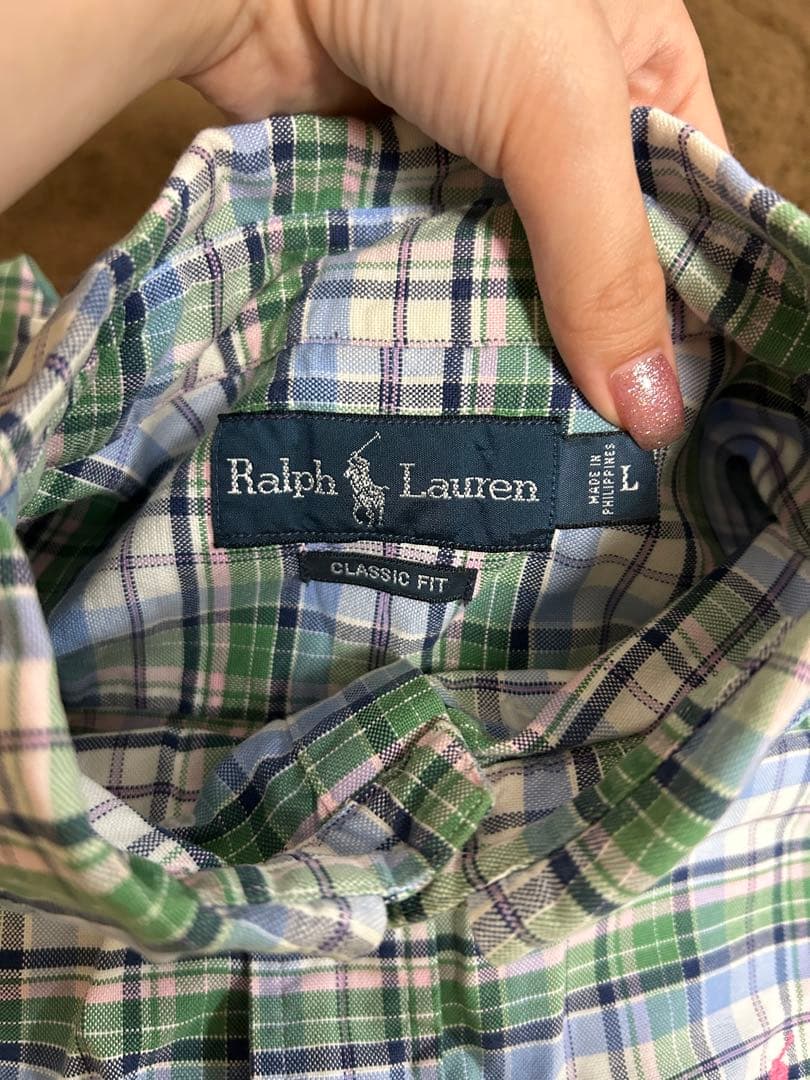 Ralph Lauren
MADE IN
PHILIPPINES
L
CLASSIC FIT